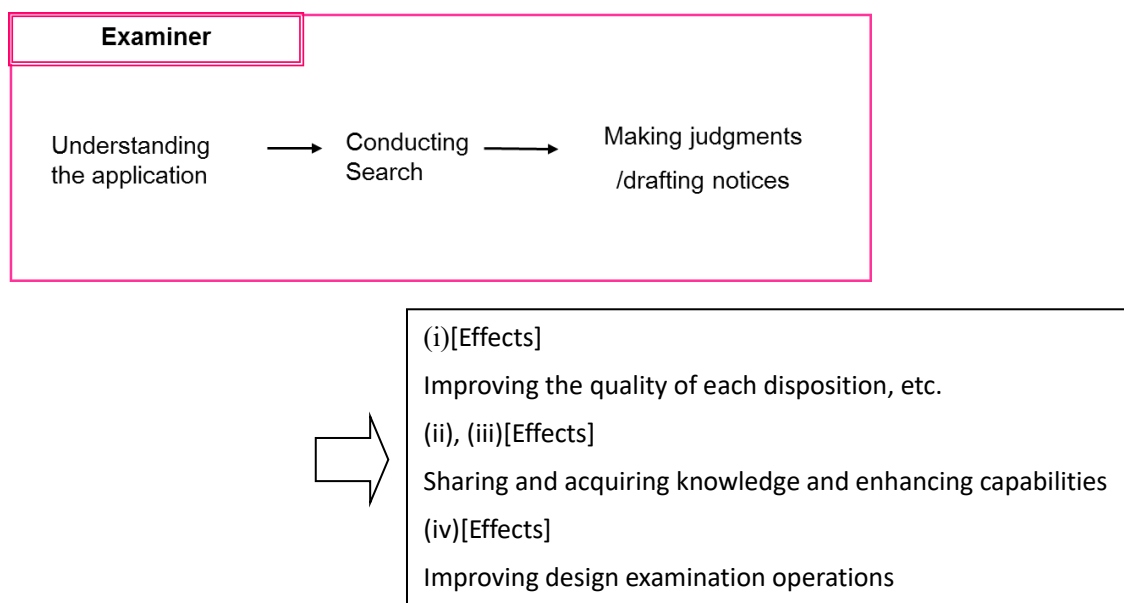 Examiner
Understanding
the application
Conducting
Search
Making judgments
/drafting notices
(i)[Effects]
Improving the quality of each disposition, etc.
(ii), (iii)[Effects]
Sharing and acquiring knowledge and enhancing capabilities
(iv)[Effects]
Improving design examination operations